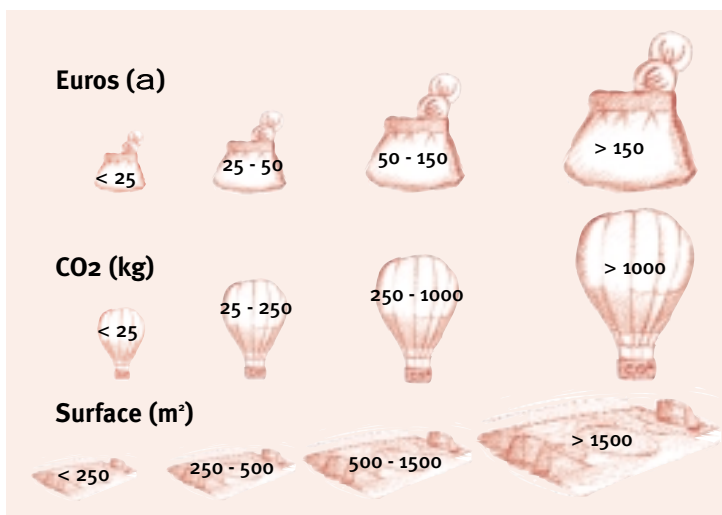 Euros (a)
< 25
25 - 50
50 - 150
> 150
CO2 (kg)
< 25
25 - 250
250 - 1000
> 1000
Surface (m²)
< 250
250 - 500
500 - 1500
> 1500